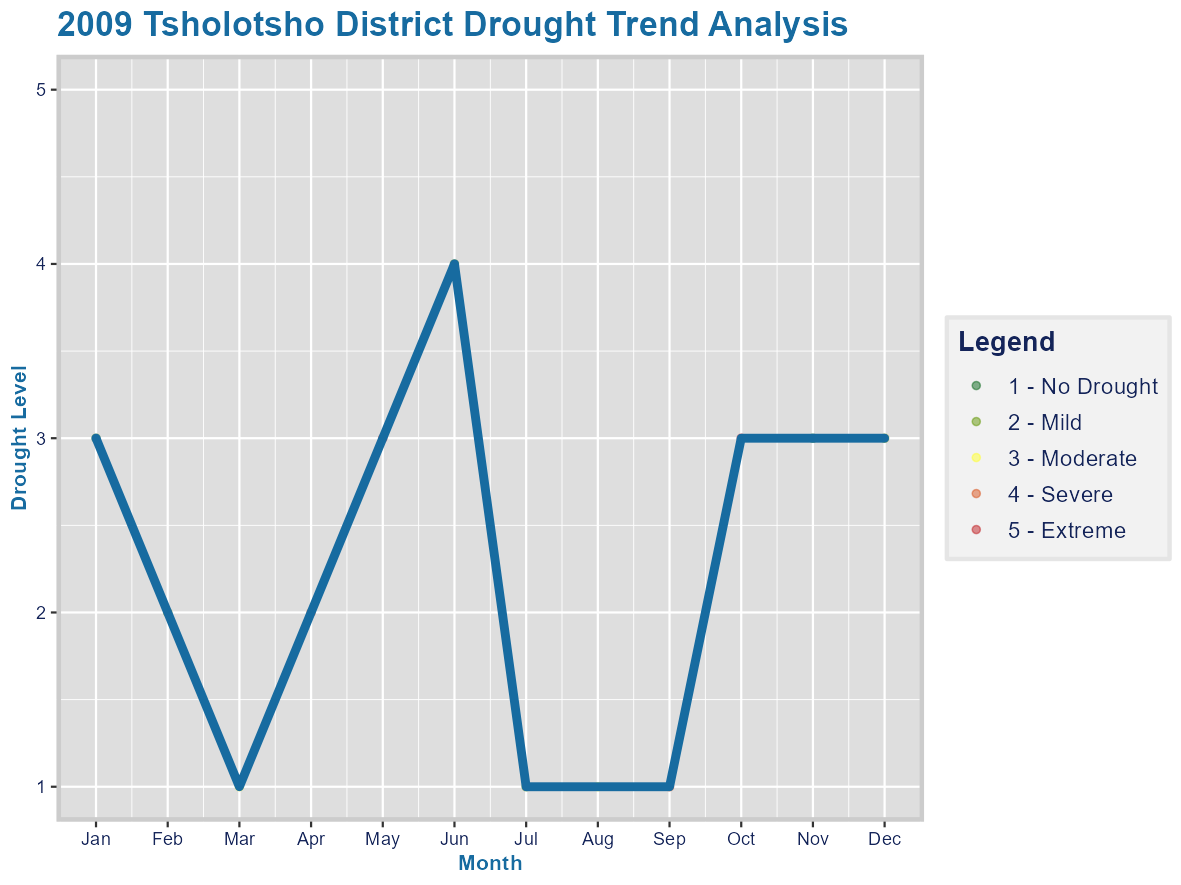 2009 Tsholotsho District Drought Trend Analysis
5
4
3
2
1
Drought Level
Jan Feb Mar Apr May Jun Jul Aug Sep Oct Nov Dec
Month
Legend
1 - No Drought
2 - Mild
3 - Moderate
4 - Severe
5 - Extreme